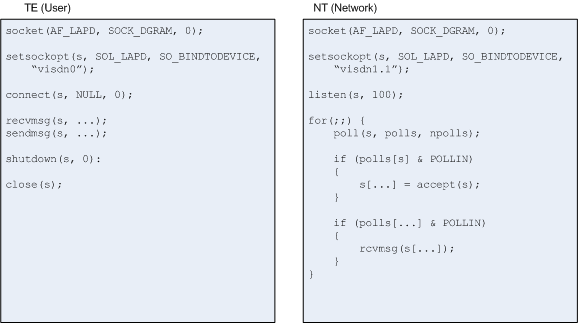 TE (User)
socket(AF_LAPD, SOCK_DGRAM, 0);
setsockopt(s, SOL_LAPD, SO_BINDTODEVICE,
"visdn0");
connect(s, NULL, 0);
recvmsg(s, ...);
sendmsg(s, ...);
shutdown(s, 0):
close(s);
NT (Network)
socket(AF_LAPD, SOCK_DGRAM, 0);
setsockopt(s, SOL_LAPD, SO_BINDTODEVICE,
"visdn1.1");
listen(s, 100);
for(;;) {
poll(s, polls, npolls);
if (polls[s] & POLLIN)
{
s[...] = accept(s);
}
if (polls[...] & POLLIN)
{
rcvmsg(s[...]);
}
}